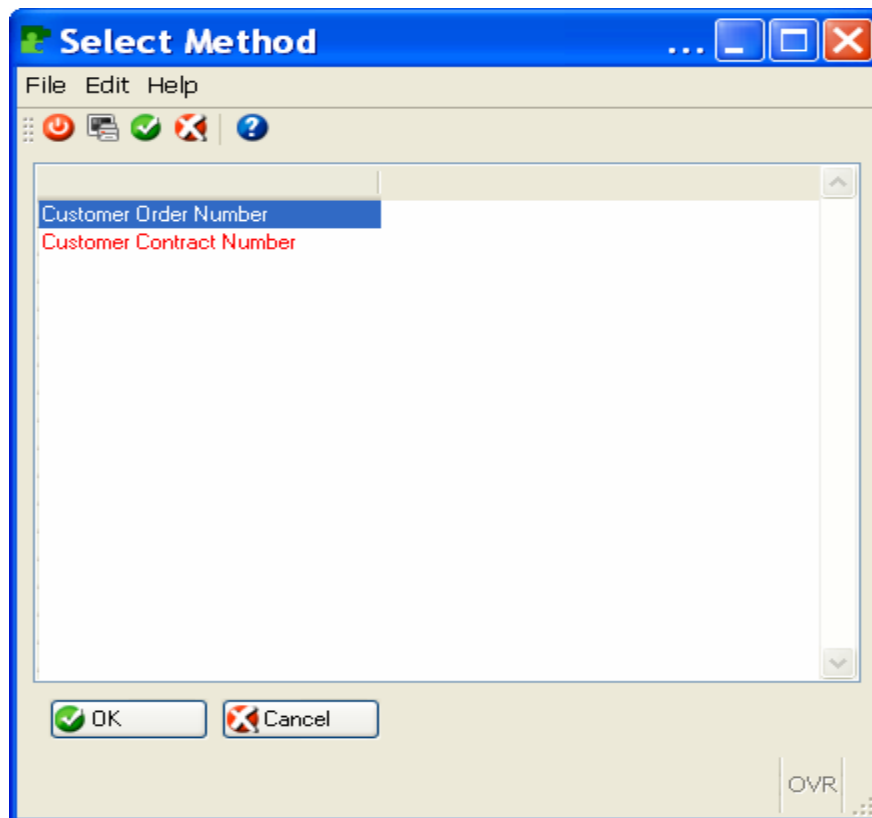 Select Method ...
File Edit Help
Customer Order Number
Customer Contract Number
OK Cancel
OVR